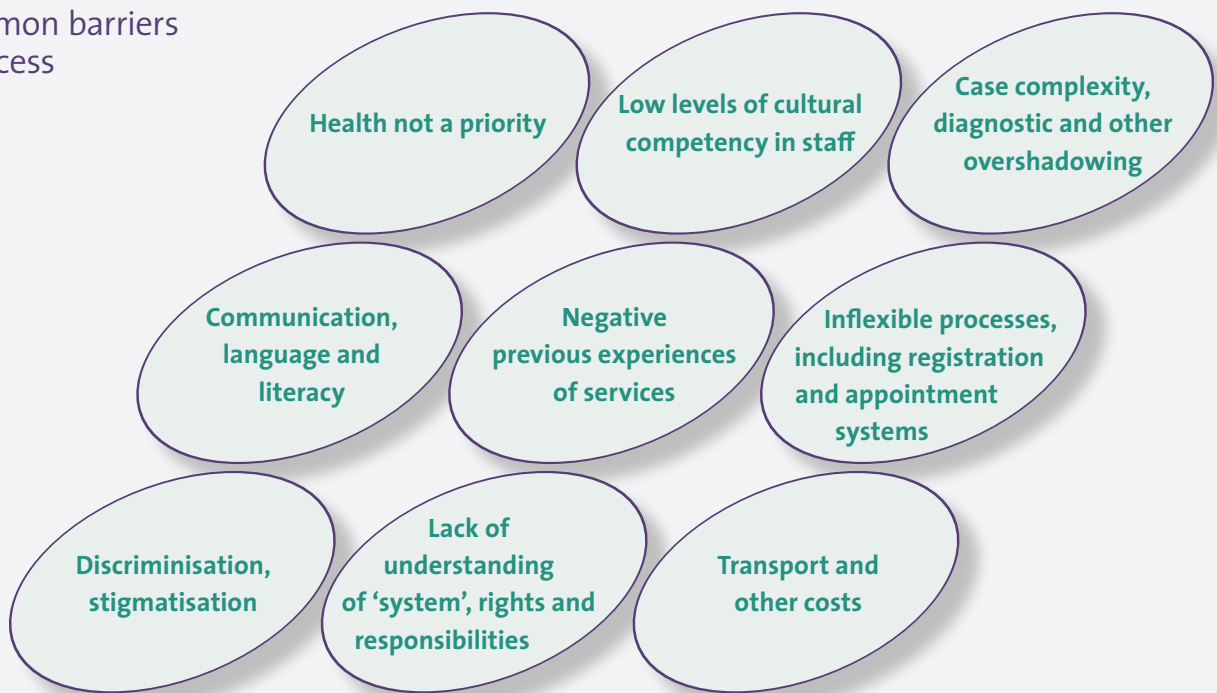 mon barriers
cess
Health not a priority
Low levels of cultural
competency in staff
Case complexity,
diagnostic and other
overshadowing
Communication,
language and
literacy
Negative
previous experiences
of services
Inflexible processes,
including registration
and appointment
systems
Discriminisation,
stigmatisation
Lack of
understanding
of ‘system’, rights and
responsibilities
Transport and
other costs